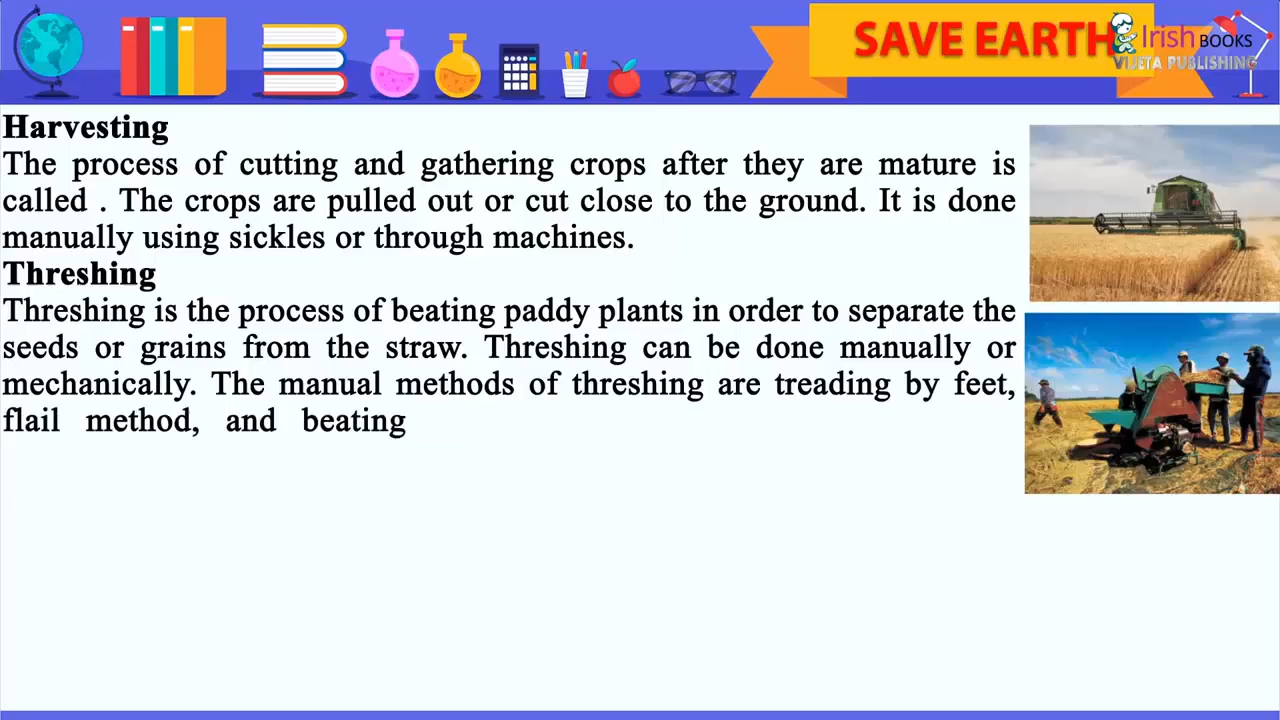 SAVE EARTH
Irish BOOKS
VIJETA PUBLISHING
Harvesting
The process of cutting and gathering crops after they are mature is
called . The crops are pulled out or cut close to the ground. It is done
manually using sickles or through machines.
Threshing
Threshing is the process of beating paddy plants in order to separate the
seeds or grains from the straw. Threshing can be done manually or
mechanically. The manual methods of threshing are treading by feet,
flail method, and beating